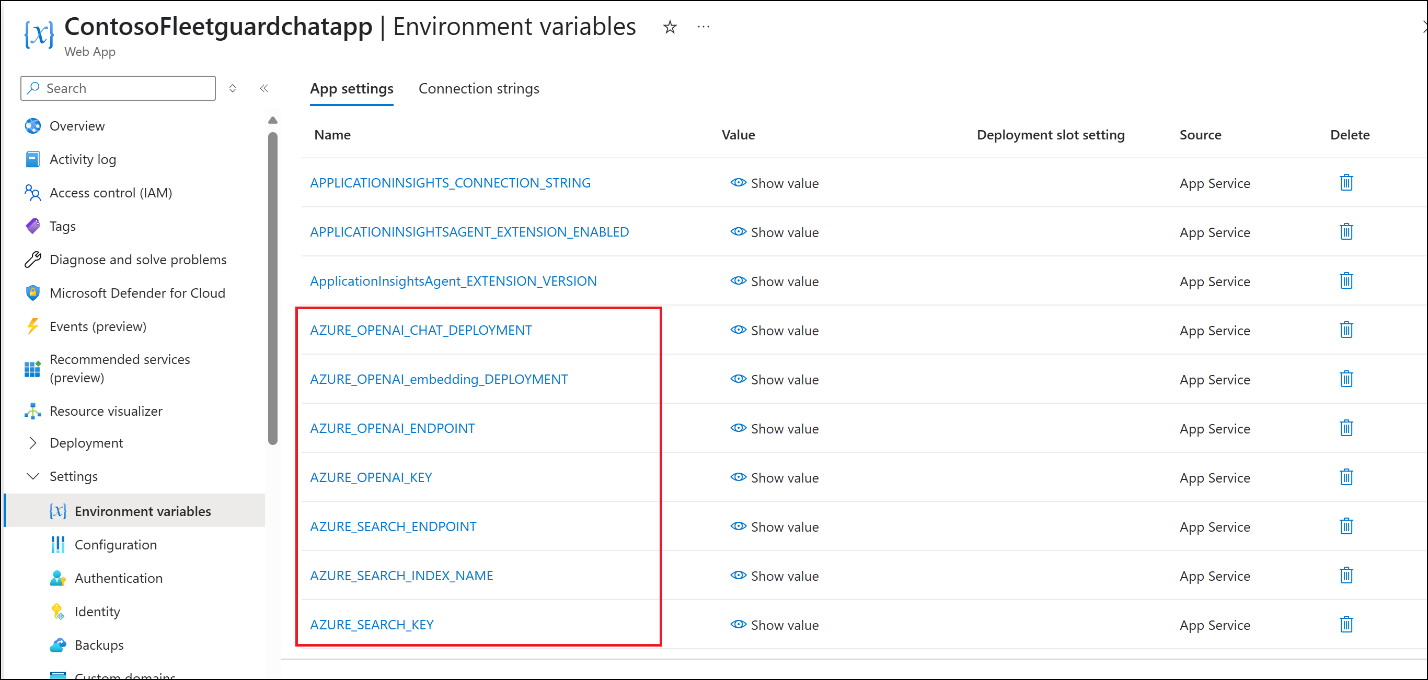 ContosoFleetguardchatapp | Environment variables
Web App
Search
Overview
Activity log
Access control (IAM)
Tags
Diagnose and solve problems
Microsoft Defender for Cloud
Events (preview)
Recommended services
(preview)
Resource visualizer
Deployment
Settings
Environment variables
Configuration
Authentication
Identity
Backups
Custom domains
App settings Connection strings
Name Value Deployment slot setting Source Delete
APPLICATIONINSIGHTS_CONNECTION_STRING Show value App Service
APPLICATIONINSIGHTSAGENT_EXTENSION_ENABLED Show value App Service
ApplicationInsightsAgent_EXTENSION_VERSION Show value App Service
AZURE_OPENAI_CHAT_DEPLOYMENT Show value App Service
AZURE_OPENAI_embedding_DEPLOYMENT Show value App Service
AZURE_OPENAI_ENDPOINT Show value App Service
AZURE_OPENAI_KEY Show value App Service
AZURE_SEARCH_ENDPOINT Show value App Service
AZURE_SEARCH_INDEX_NAME Show value App Service
AZURE_SEARCH_KEY Show value App Service